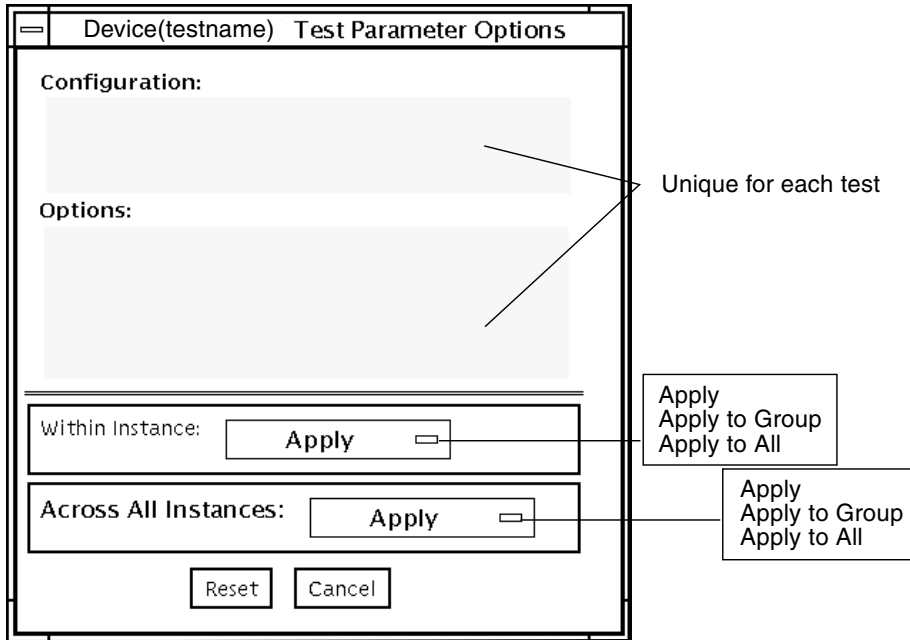 Device(testname) Test Parameter Options
Configuration:
Unique for each test
Options:
Within Instance:
Apply
Apply
Apply to Group
Apply to All
Across All Instances:
Apply
Apply
Apply to Group
Apply to All
Reset
Cancel